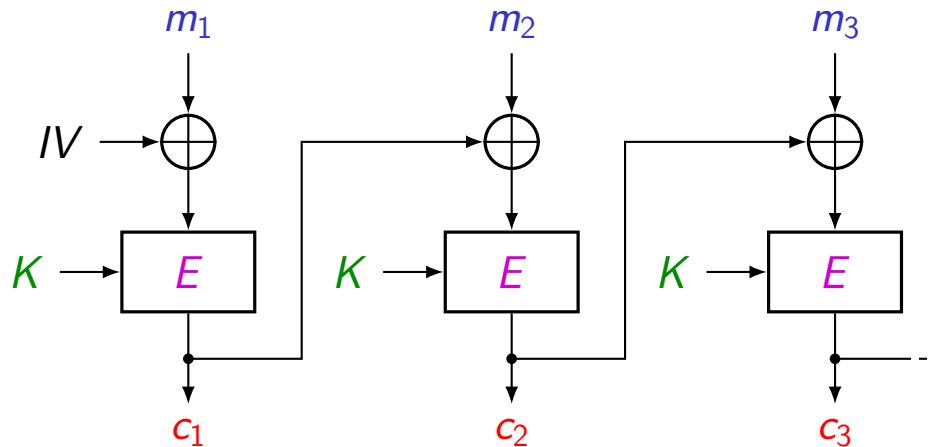 m₁ m₂ m₃
IV
K E K E K E
c₁ c₂ c₃